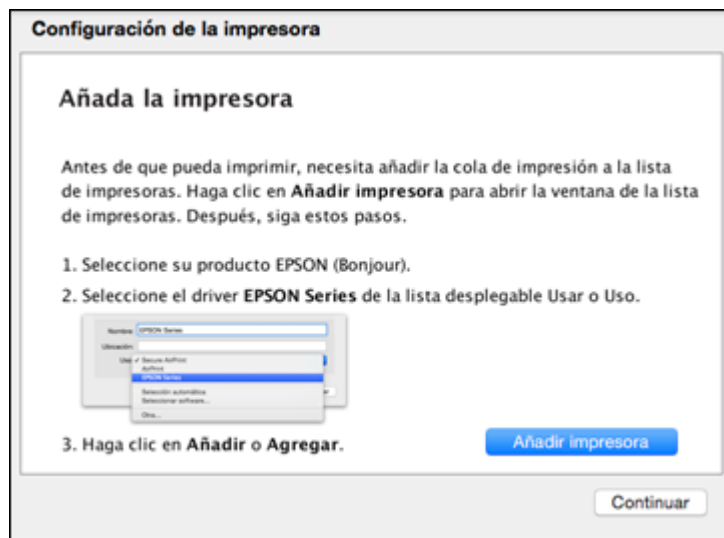 Configuración de la impresora
Añada la impresora
Antes de que pueda imprimir, necesita añadir la cola de impresión a la lista
de impresoras. Haga clic en Añadir impresora para abrir la ventana de la lista
de impresoras. Después, siga estos pasos.
1. Seleccione su producto EPSON (Bonjour).
2. Seleccione el driver EPSON Series de la lista desplegable Usar o Uso.
Nombre: EPSON Series
Ubicación:
✓ Secure AirPrint
AirPrint
EPSON Series
Selección automática
Seleccionar software...
Otra...
3. Haga clic en Añadir o Agregar.
Añadir impresora
Continuar